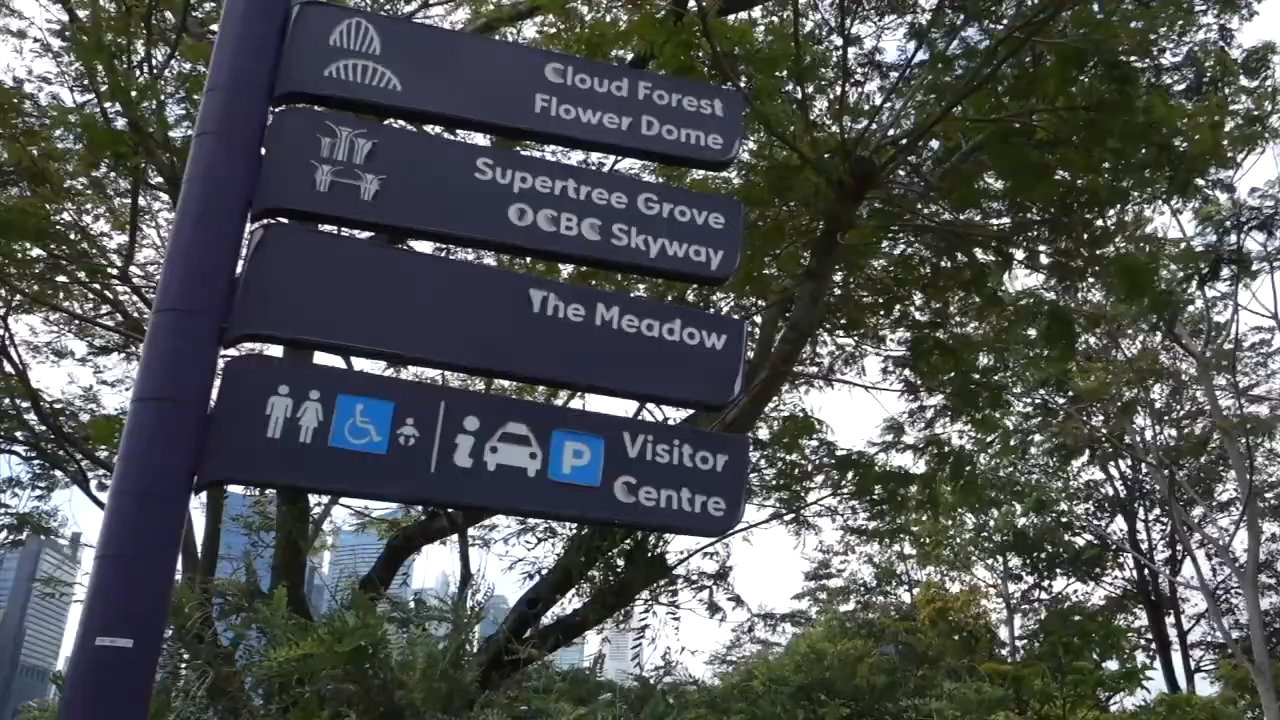 Cloud Forest
Flower Dome
Supertree Grove
OCBC Skyway
The Meadow
P
Visitor
Centre